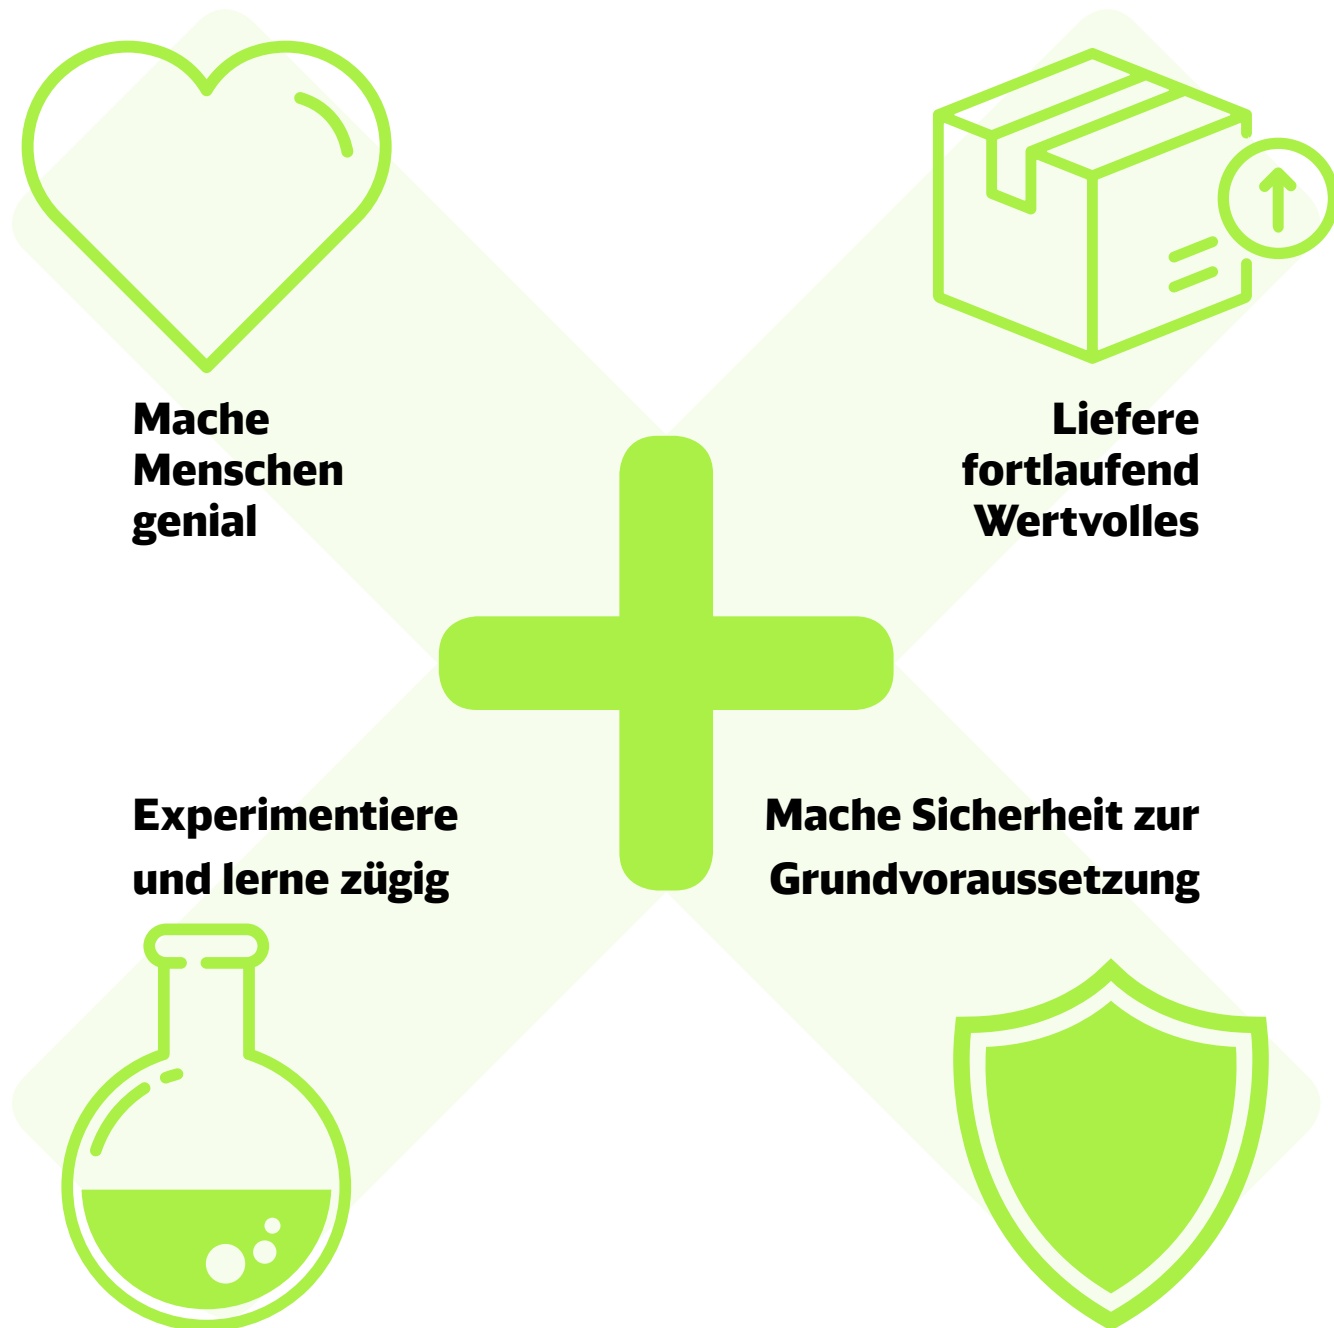 Mache
Menschen
genial
Liefere
fortlaufend
Wertvolles
Experimentiere
und lerne zügig
Mache Sicherheit zur
Grundvoraussetzung